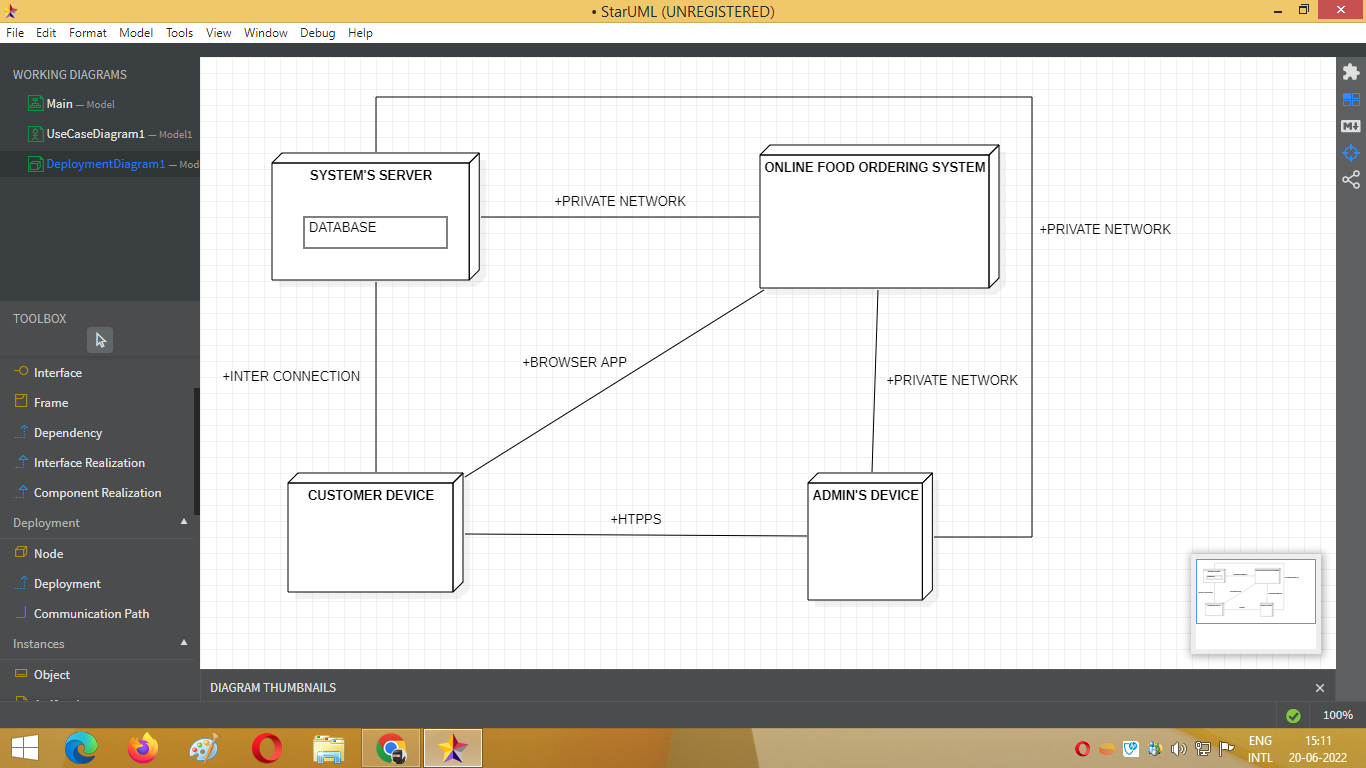 • StarUML (UNREGISTERED)
File Edit Format Model Tools View Window Debug Help
WORKING DIAGRAMS
Main — Model
UseCaseDiagram1 — Model1
DeploymentDiagram1 — Mod
TOOLBOX
Interface
Frame
Dependency
Interface Realization
Component Realization
Deployment
Node
Deployment
Communication Path
Instances
Object
SYSTEM'S SERVER
DATABASE
+PRIVATE NETWORK
ONLINE FOOD ORDERING SYSTEM
+PRIVATE NETWORK
+BROWSER APP
+INTER CONNECTION
+PRIVATE NETWORK
CUSTOMER DEVICE
+HTPPS
ADMIN'S DEVICE
M
DIAGRAM THUMBNAILS
100%
ENG
INTL
15:11
20-06-2022